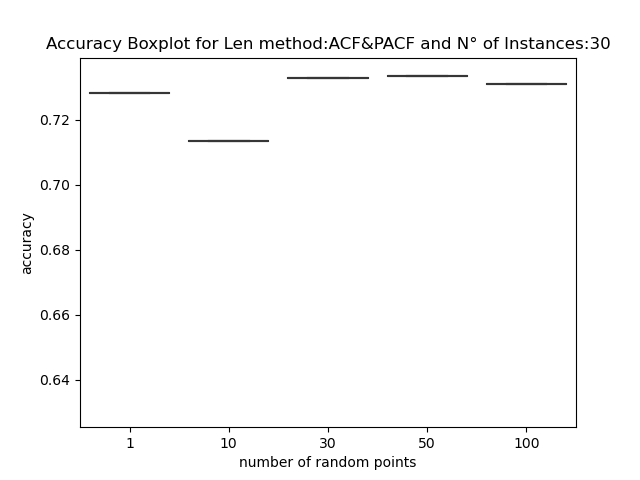 Accuracy Boxplot for Len method:ACF&PACF and N° of Instances:30
0.72
0.70
0.68
0.66
0.64
accuracy
1 10 30 50 100
number of random points